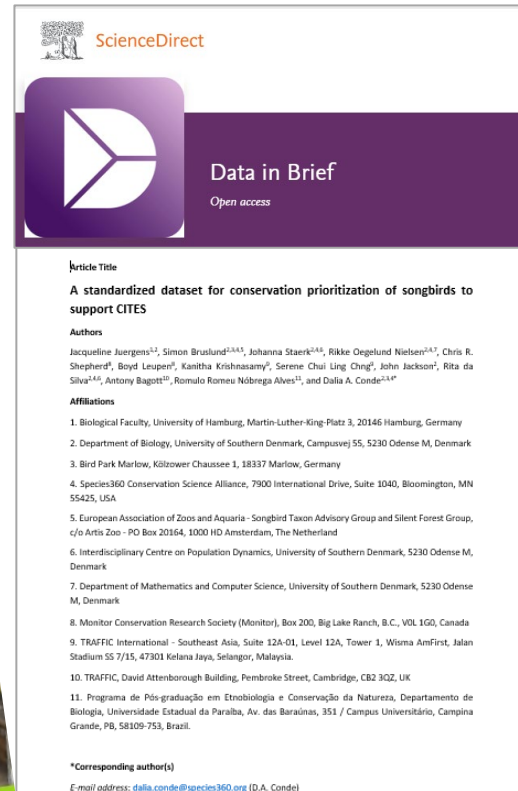 ScienceDirect
Data in Brief
Open access
Article Title
A standardized dataset for conservation prioritization of songbirds to
support CITES
Authors
Jacqueline Juergens1,2, Simon Bruslund2,3,4,5, Johanna Staerk2,4,6, Rikke Oegelund Nielsen2,4,7, Chris R.
Shepherd8, Boyd Leupen8, Kanitha Krishnasamy9, Serene Chui Ling Chng9, John Jackson2, Rita da
Silva2,4,6, Antony Bagott10, Romulo Romeu Nóbrega Alves11, and Dalia A. Conde2,3,4*
Affiliations
1. Biological Faculty, University of Hamburg, Martin-Luther-King-Platz 3, 20146 Hamburg, Germany
2. Department of Biology, University of Southern Denmark, Campusvej 55, 5230 Odense M, Denmark
3. Bird Park Marlow, Kölzower Chaussee 1, 18337 Marlow, Germany
4. Species360 Conservation Science Alliance, 7900 International Drive, Suite 1040, Bloomington, MN
55425, USA
5. European Association of Zoos and Aquaria - Songbird Taxon Advisory Group and Silent Forest Group,
c/o Artis Zoo - PO Box 20164, 1000 HD Amsterdam, The Netherland
6. Interdisciplinary Centre on Population Dynamics, University of Southern Denmark, 5230 Odense M,
Denmark
7. Department of Mathematics and Computer Science, University of Southern Denmark, 5230 Odense
M, Denmark
8. Monitor Conservation Research Society (Monitor), Box 200, Big Lake Ranch, B.C., V0L 1G0, Canada
9. TRAFFIC International - Southeast Asia, Suite 12A-01, Level 12A, Tower 1, Wisma AmFirst, Jalan
Stadium SS 7/15, 47301 Kelana Jaya, Selangor, Malaysia.
10. TRAFFIC, David Attenborough Building, Pembroke Street, Cambridge, CB2 3QZ, UK
11. Programa de Pós-graduação em Etnobiologia e Conservação da Natureza, Departamento de
Biologia, Universidade Estadual da Paraíba, Av. das Baraúnas, 351 / Campus Universitário, Campina
Grande, PB, 58109-753, Brazil.
*Corresponding author(s)
E-mail address: dalia.conde@species360.org (D.A. Conde)